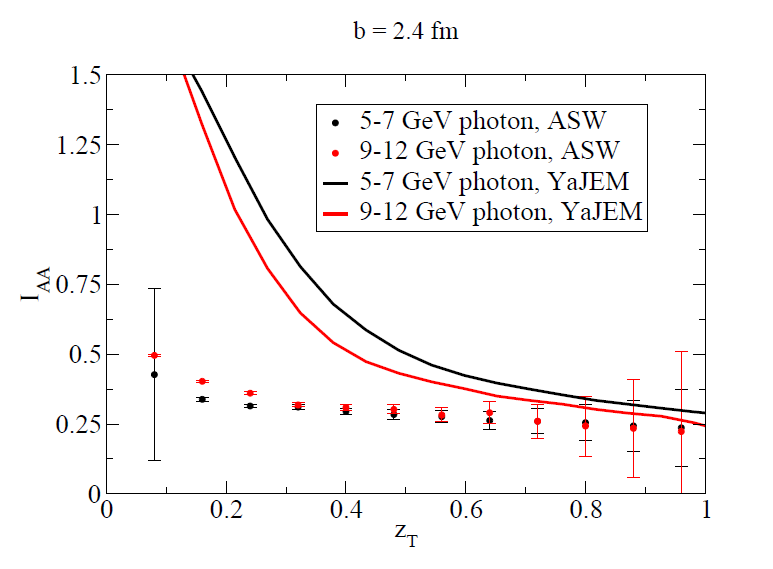 b = 2.4 fm
1.5
5-7 GeV photon, ASW
9-12 GeV photon, ASW
1.25
5-7 GeV photon, YaJEM
9-12 GeV photon, YaJEM
1
0.75
I_AA
0.5
0.25
0
0 0.2 0.4 0.6 0.8 1
z_T